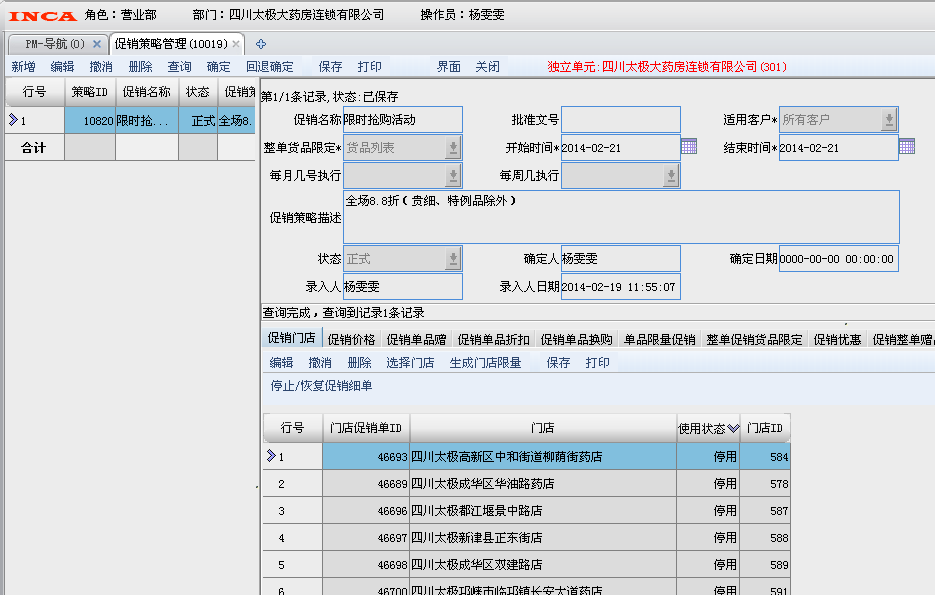 INCA 角色：营业部 部门：四川太极大药房连锁有限公司 操作员：杨雯雯
PM-导航(0) × 促销策略管理(10019) ×
新增 编辑 撤消 删除 查询 确定 回退确定 保存 打印 界面 关闭 独立单元:四川太极大药房连锁有限公司(301)
行号 策略ID 促销名称 状态 促销策
1 10820 限时抢... 正式 全场8.
合计
第1/1条记录,状态:已保存
促销名称 限时抢购活动 批准文号 适用客户* 所有客户
整单货品限定* 货品列表 开始时间* 2014-02-21 结束时间* 2014-02-21
每月几号执行 每周几执行
促销策略描述 全场8.8折（贵细、特例品除外）
状态 正式 确定人 杨雯雯 确定日期 0000-00-00 00:00:00
录入人 杨雯雯 录入人日期 2014-02-19 11:55:07
查询完成，查询到记录1条记录
促销门店 促销价格 促销单品赠 促销单品折扣 促销单品换购 单品限量促销 整单促销货品限定 促销优惠 促销整单赠
编辑 撤消 删除 选择门店 生成门店限量 保存 打印
停止/恢复促销细单
行号 门店促销单ID 门店 使用状态 门店ID
1 46693 四川太极高新区中和街道柳荫街药店 停用 584
2 46689 四川太极成华区华油路药店 停用 578
3 46696 四川太极都江堰景中路店 停用 587
4 46697 四川太极新津县正东街店 停用 588
5 46698 四川太极成华区双建路店 停用 589
6 46700 四川太极邛崃市临邛镇长安大道药店 停用 591